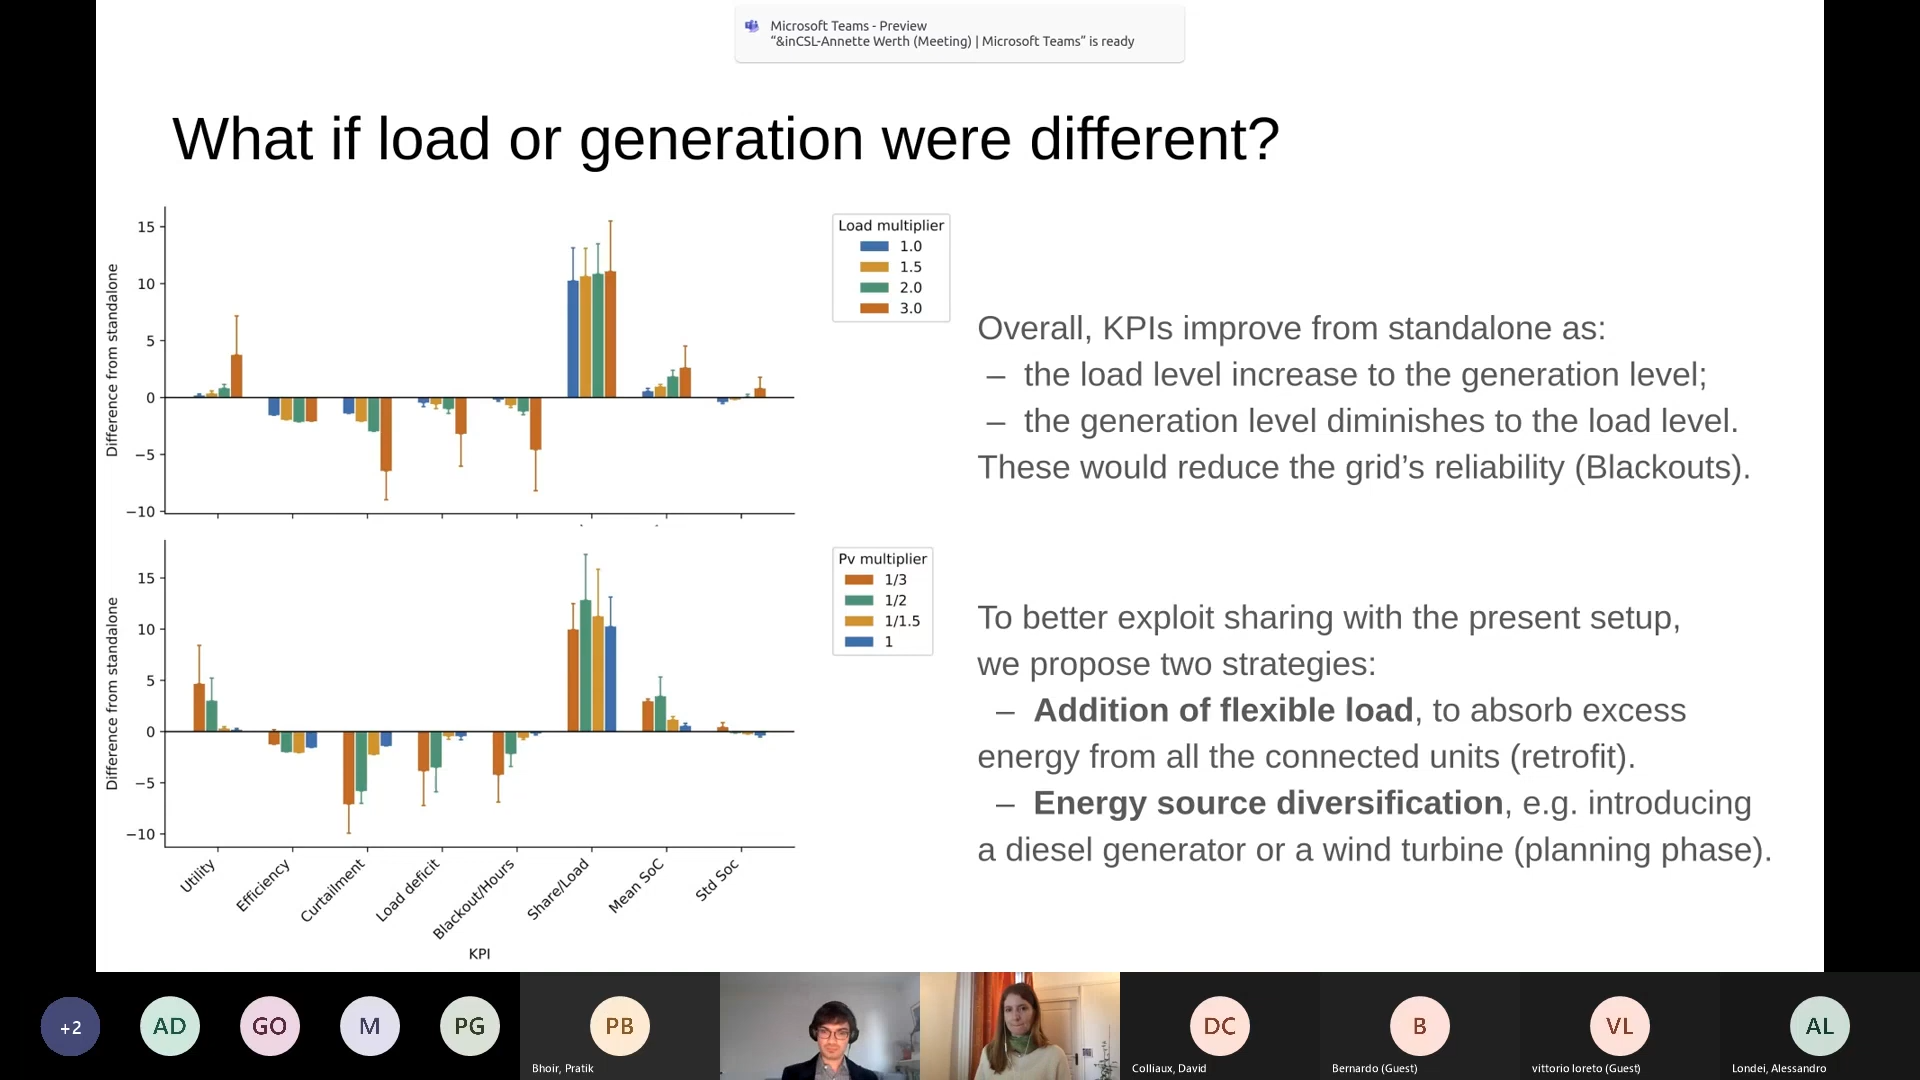 Microsoft Teams - Preview
“&inCSL-Annette Werth (Meeting) | Microsoft Teams” is ready
What if load or generation were different?
Difference from standalone
15
10
5
0
−5
−10
Load multiplier
1.0
1.5
2.0
3.0
Overall, KPIs improve from standalone as:
– the load level increase to the generation level;
– the generation level diminishes to the load level.
These would reduce the grid’s reliability (Blackouts).
Difference from standalone
15
10
5
0
−5
−10
Pv multiplier
1/3
1/2
1/1.5
1
Utility
Efficiency
Curtailment
Load deficit
Blackout/Hours
Share/Load
Mean SoC
Std Soc
KPI
To better exploit sharing with the present setup,
we propose two strategies:
– Addition of flexible load, to absorb excess
energy from all the connected units (retrofit).
– Energy source diversification, e.g. introducing
a diesel generator or a wind turbine (planning phase).
+2
AD
GO
M
PG
PB
Bhoir, Pratik
DC
Colliaux, David
B
Bernardo (Guest)
VL
vittorio loreto (Guest)
AL
Londei, Alessandro